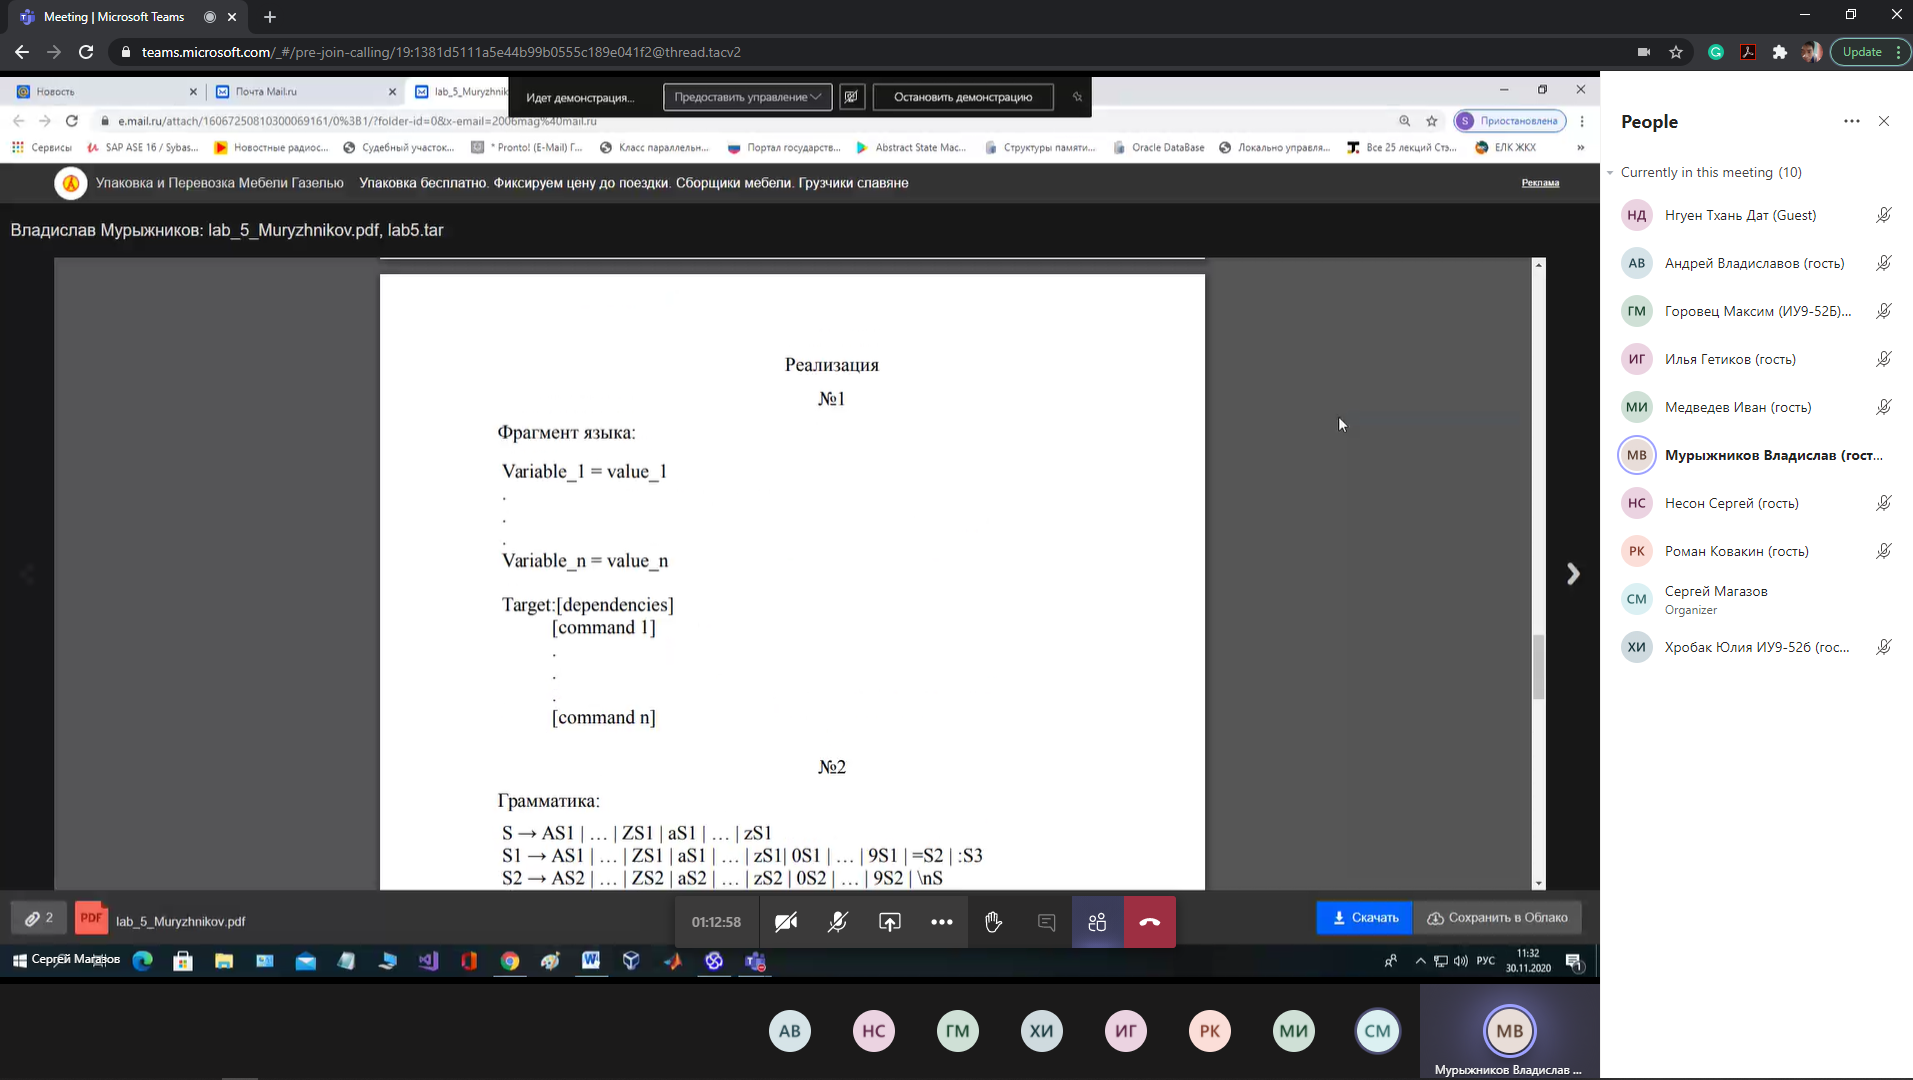 Meeting | Microsoft Teams
teams.microsoft.com/_#/pre-join-calling/19:1381d5111a5e44b99b0555c189e041f2@thread.tacv2
Update
Новость
Почта Mail.ru
lab_5_Muryzhnik
Идет демонстрация...
Предоставить управление
Остановить демонстрацию
e.mail.ru/attach/16067250810300069161/0%3B1/?folder-id=0&x-email=2006mag%40mail.ru
S Приостановлена
Сервисы
SAP ASE 16 / Sybas...
Новостные радиос...
Судебный участок...
* Pronto! (E-Mail) Г...
Класс параллельн...
Портал государств...
Abstract State Mac...
Структуры памяти...
Oracle DataBase
Локально управля...
Все 25 лекций Стэ...
ЕЛК ЖКХ
»
Упаковка и Перевозка Мебели Газелью Упаковка бесплатно. Фиксируем цену до поездки. Сборщики мебели. Грузчики славяне
Реклама
Владислав Мурыжников: lab_5_Muryzhnikov.pdf, lab5.tar
Реализация
№1
Фрагмент языка:
Variable_1 = value_1
.
.
.
Variable_n = value_n
Target:[dependencies]
[command 1]
.
.
.
[command n]
№2
Грамматика:
S → AS1 | … | ZS1 | aS1 | … | zS1
S1 → AS1 | … | ZS1 | aS1 | … | zS1| 0S1 | … | 9S1 | =S2 | :S3
S2 → AS2 | … | ZS2 | aS2 | … | zS2 | 0S2 | … | 9S2 | \nS
2
PDF
lab_5_Muryzhnikov.pdf
01:12:58
Скачать
Сохранить в Облако
Сергей Магазов
РУС
11:32
30.11.2020
1
АВ
НС
ГМ
ХИ
ИГ
РК
МИ
СМ
МВ
Мурыжников Владислав ...
People
Currently in this meeting (10)
НД Нгуен Тхань Дат (Guest)
АВ Андрей Владиславов (гость)
ГМ Горовец Максим (ИУ9-52Б)...
ИГ Илья Гетиков (гость)
МИ Медведев Иван (гость)
МВ Мурыжников Владислав (гост...
НС Несон Сергей (гость)
РК Роман Ковакин (гость)
СМ Сергей Магазов
Organizer
ХИ Хробак Юлия ИУ9-52б (гос...